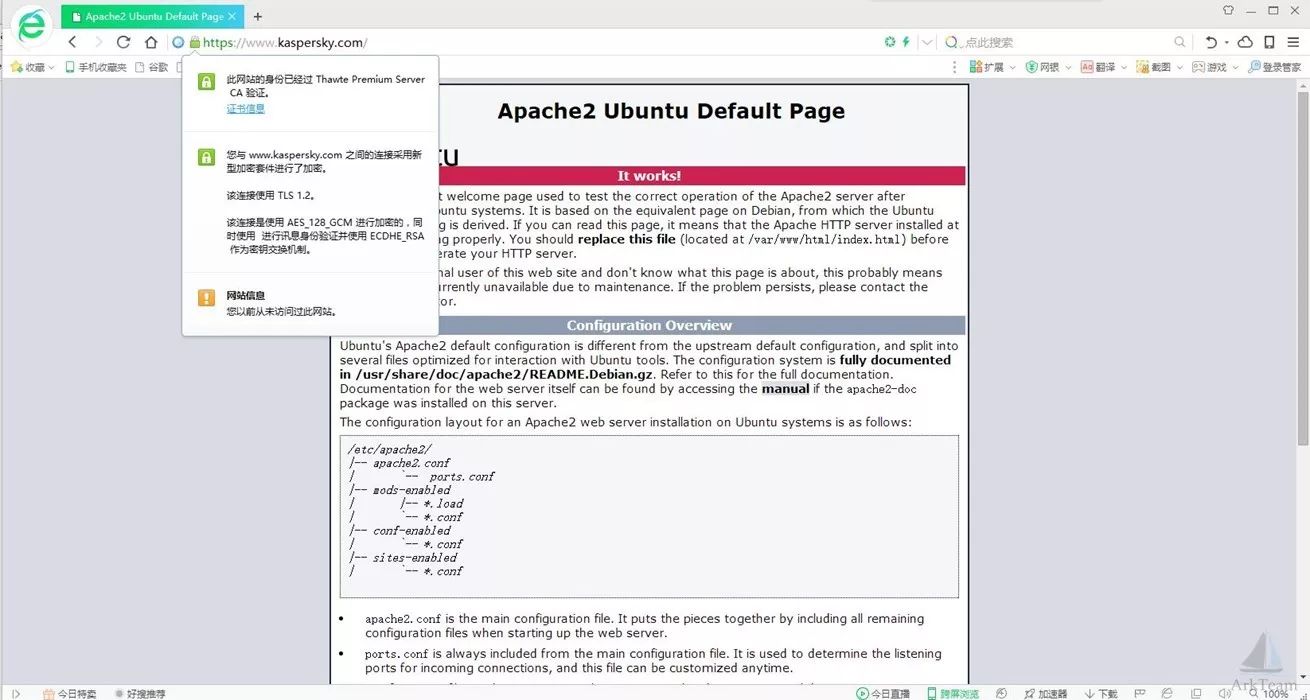 Apache2 Ubuntu Default Page
https://www.kaspersky.com/
点此搜索
收藏
手机收藏夹
谷歌
扩展
网银
翻译
截图
游戏
登录管家
此网站的身份已经过 Thawte Premium Server
CA 验证。
证书信息
您与 www.kaspersky.com 之间的连接采用新
型加密套件进行了加密。
该连接使用 TLS 1.2。
该连接是使用 AES_128_GCM 进行加密的，同
时使用 进行讯息身份验证并使用 ECDHE_RSA
作为密钥交换机制。
网站信息
您以前从未访问过此网站。
Apache2 Ubuntu Default Page
tu
It works!
t welcome page used to test the correct operation of the Apache2 server after
buntu systems. It is based on the equivalent page on Debian, from which the Ubuntu
g is derived. If you can read this page, it means that the Apache HTTP server installed at
ng properly. You should replace this file (located at /var/www/html/index.html) before
erate your HTTP server.
nal user of this web site and don't know what this page is about, this probably means
urrently unavailable due to maintenance. If the problem persists, please contact the
or.
Configuration Overview
Ubuntu's Apache2 default configuration is different from the upstream default configuration, and split into
several files optimized for interaction with Ubuntu tools. The configuration system is fully documented
in /usr/share/doc/apache2/README.Debian.gz. Refer to this for the full documentation.
Documentation for the web server itself can be found by accessing the manual if the apache2-doc
package was installed on this server.
The configuration layout for an Apache2 web server installation on Ubuntu systems is as follows:
/etc/apache2/
|-- apache2.conf
| `-- ports.conf
|-- mods-enabled
| |-- *.load
| `-- *.conf
|-- conf-enabled
| `-- *.conf
|-- sites-enabled
| `-- *.conf
• apache2.conf is the main configuration file. It puts the pieces together by including all remaining
configuration files when starting up the web server.
• ports.conf is always included from the main configuration file. It is used to determine the listening
ports for incoming connections, and this file can be customized anytime.
今日特卖
好搜推荐
今日直播
跨屏浏览
加速器
下载
100%
ArkTeam